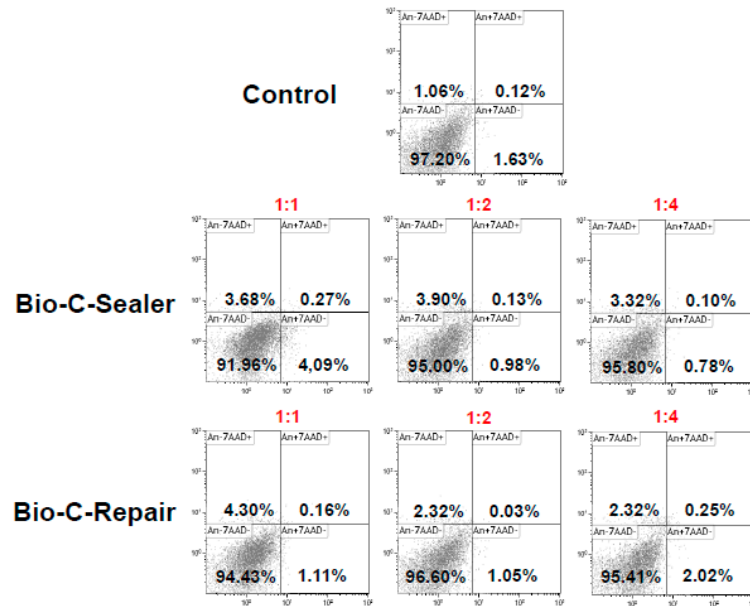 An-7AAD+ An+7AAD+
1.06% 0.12%
Control
An-7AAD- An+7AAD-
97.20% 1.63%
1:1 1:2 1:4
An-7AAD+ An+7AAD+ An-7AAD+ An+7AAD+ An-7AAD+ An+7AAD+
3.68% 0.27% 3.90% 0.13% 3.32% 0.10%
Bio-C-Sealer
An-7AAD- An+7AAD- An-7AAD- An+7AAD- An-7AAD- An+7AAD-
91.96% 4,09% 95.00% 0.98% 95.80% 0.78%
1:1 1:2 1:4
An-7AAD+ An+7AAD+ An-7AAD+ An+7AAD+ An-7AAD+ An+7AAD+
4.30% 0.16% 2.32% 0.03% 2.32% 0.25%
Bio-C-Repair
An-7AAD- An+7AAD- An-7AAD- An+7AAD- An-7AAD- An+7AAD-
94.43% 1.11% 96.60% 1.05% 95.41% 2.02%